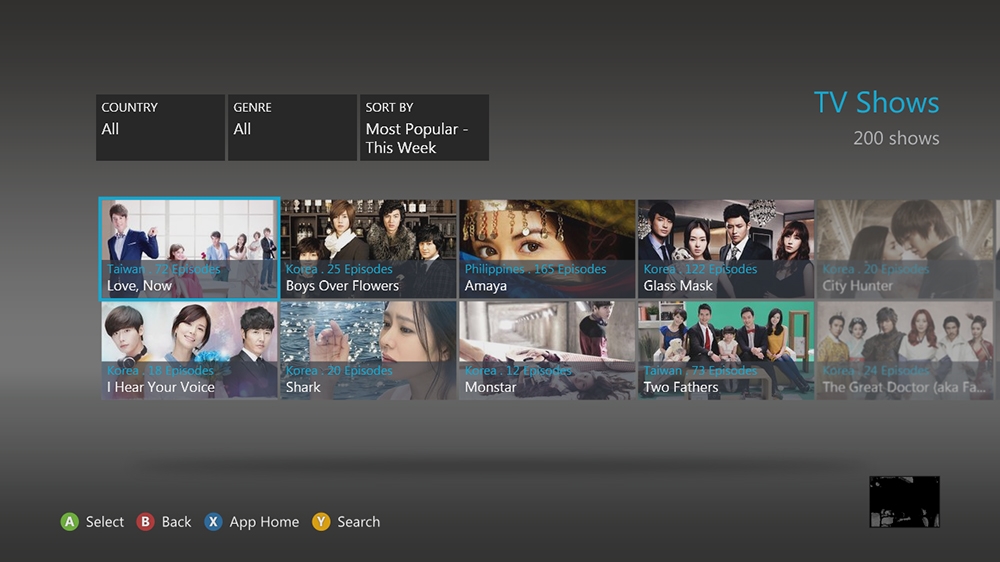 TV Shows
200 shows
COUNTRY
All
GENRE
All
SORT BY
Most Popular -
This Week
Taiwan . 72 Episodes
Love, Now
Korea . 25 Episodes
Boys Over Flowers
Philippines . 165 Episodes
Amaya
Korea . 122 Episodes
Glass Mask
Korea . 20 Episodes
City Hunter
Korea . 18 Episodes
I Hear Your Voice
Korea . 20 Episodes
Shark
Korea . 12 Episodes
Monstar
Taiwan . 73 Episodes
Two Fathers
Korea . 24 Episodes
The Great Doctor (aka Fa...
A Select B Back X App Home Y Search